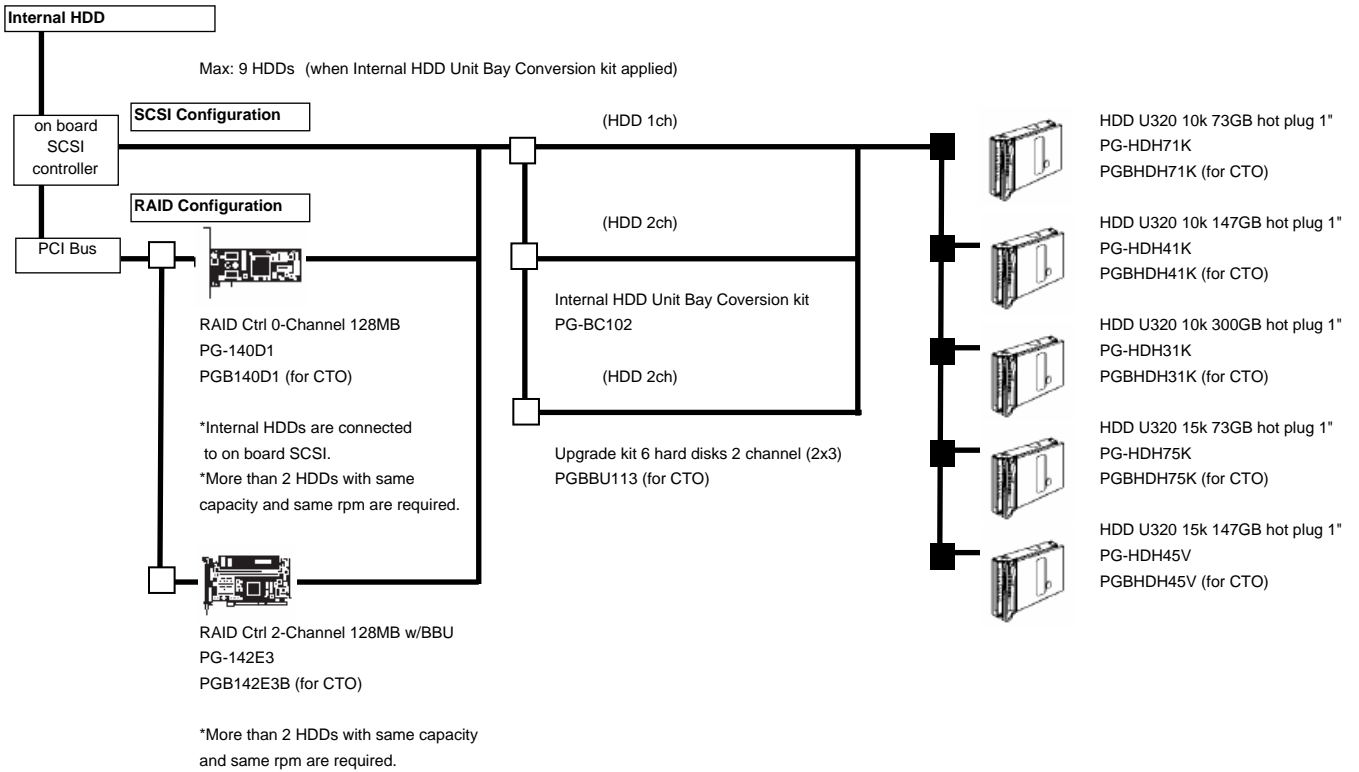 Internal HDD
Max: 9 HDDs (when Internal HDD Unit Bay Conversion kit applied)
SCSI Configuration
on board
SCSI
controller
RAID Configuration
PCI Bus
RAID Ctrl 0-Channel 128MB
PG-140D1
PGB140D1 (for CTO)
*Internal HDDs are connected
to on board SCSI.
*More than 2 HDDs with same
capacity and same rpm are required.
RAID Ctrl 2-Channel 128MB w/BBU
PG-142E3
PGB142E3B (for CTO)
*More than 2 HDDs with same capacity
and same rpm are required.
(HDD 1ch)
(HDD 2ch)
Internal HDD Unit Bay Coversion kit
PG-BC102
(HDD 2ch)
Upgrade kit 6 hard disks 2 channel (2x3)
PGBBU113 (for CTO)
HDD U320 10k 73GB hot plug 1"
PG-HDH71K
PGBHDH71K (for CTO)
HDD U320 10k 147GB hot plug 1"
PG-HDH41K
PGBHDH41K (for CTO)
HDD U320 10k 300GB hot plug 1"
PG-HDH31K
PGBHDH31K (for CTO)
HDD U320 15k 73GB hot plug 1"
PG-HDH75K
PGBHDH75K (for CTO)
HDD U320 15k 147GB hot plug 1"
PG-HDH45V
PGBHDH45V (for CTO)